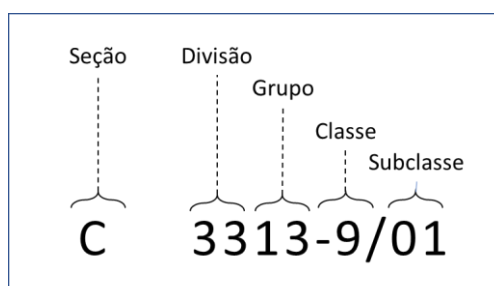 Seção Divisão
Grupo
Classe
Subclasse
C 3313-9/01